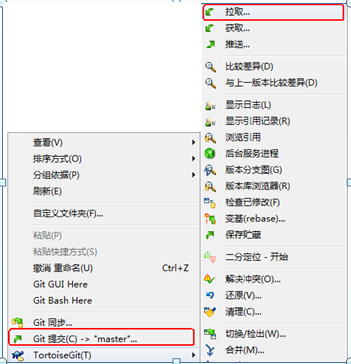 查看(V)
排序方式(O)
分组依据(P)
刷新(E)
自定义文件夹(F)...
粘贴(P)
粘贴快捷方式(S)
撤消 重命名(U) Ctrl+Z
Git GUI Here
Git Bash Here
Git 同步...
Git 提交(C) -> "master"...
TortoiseGit(T)
拉取...
获取...
推送...
比较差异(D)
与上一版本比较差异(D)
显示日志(L)
显示引用记录(R)
浏览引用
后台服务进程
版本分支图(G)
版本库浏览器(R)
检查已修改(F)
变基(rebase)...
保存贮藏
二分定位 - 开始
解决冲突(O)...
还原(V)...
清理(C)...
切换/检出(W)...
合并(M)...